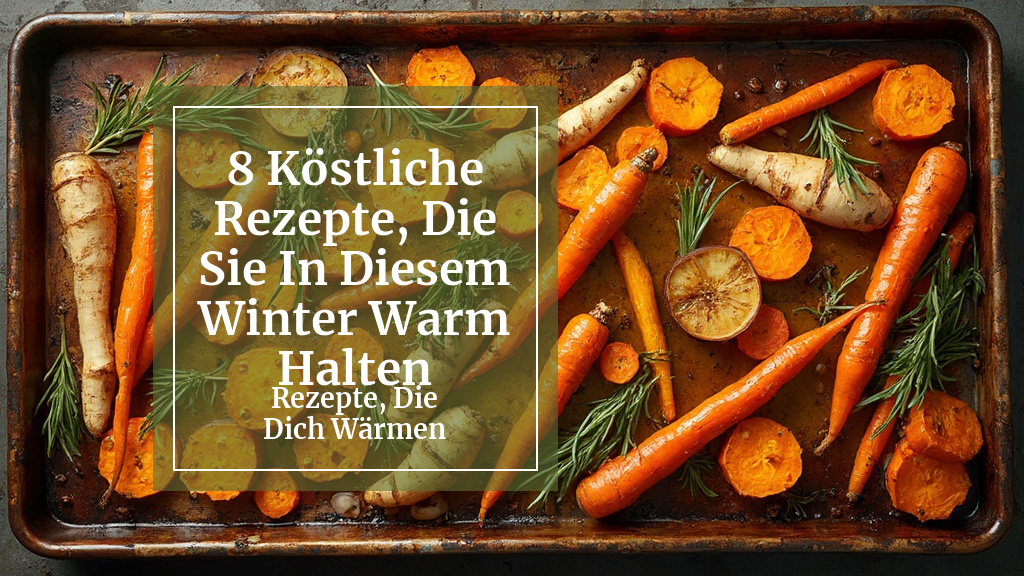 8 Köstliche
Rezepte, Die
Sie In Diesem
Winter Warm
Halten
Rezepte, Die
Dich Wärmen